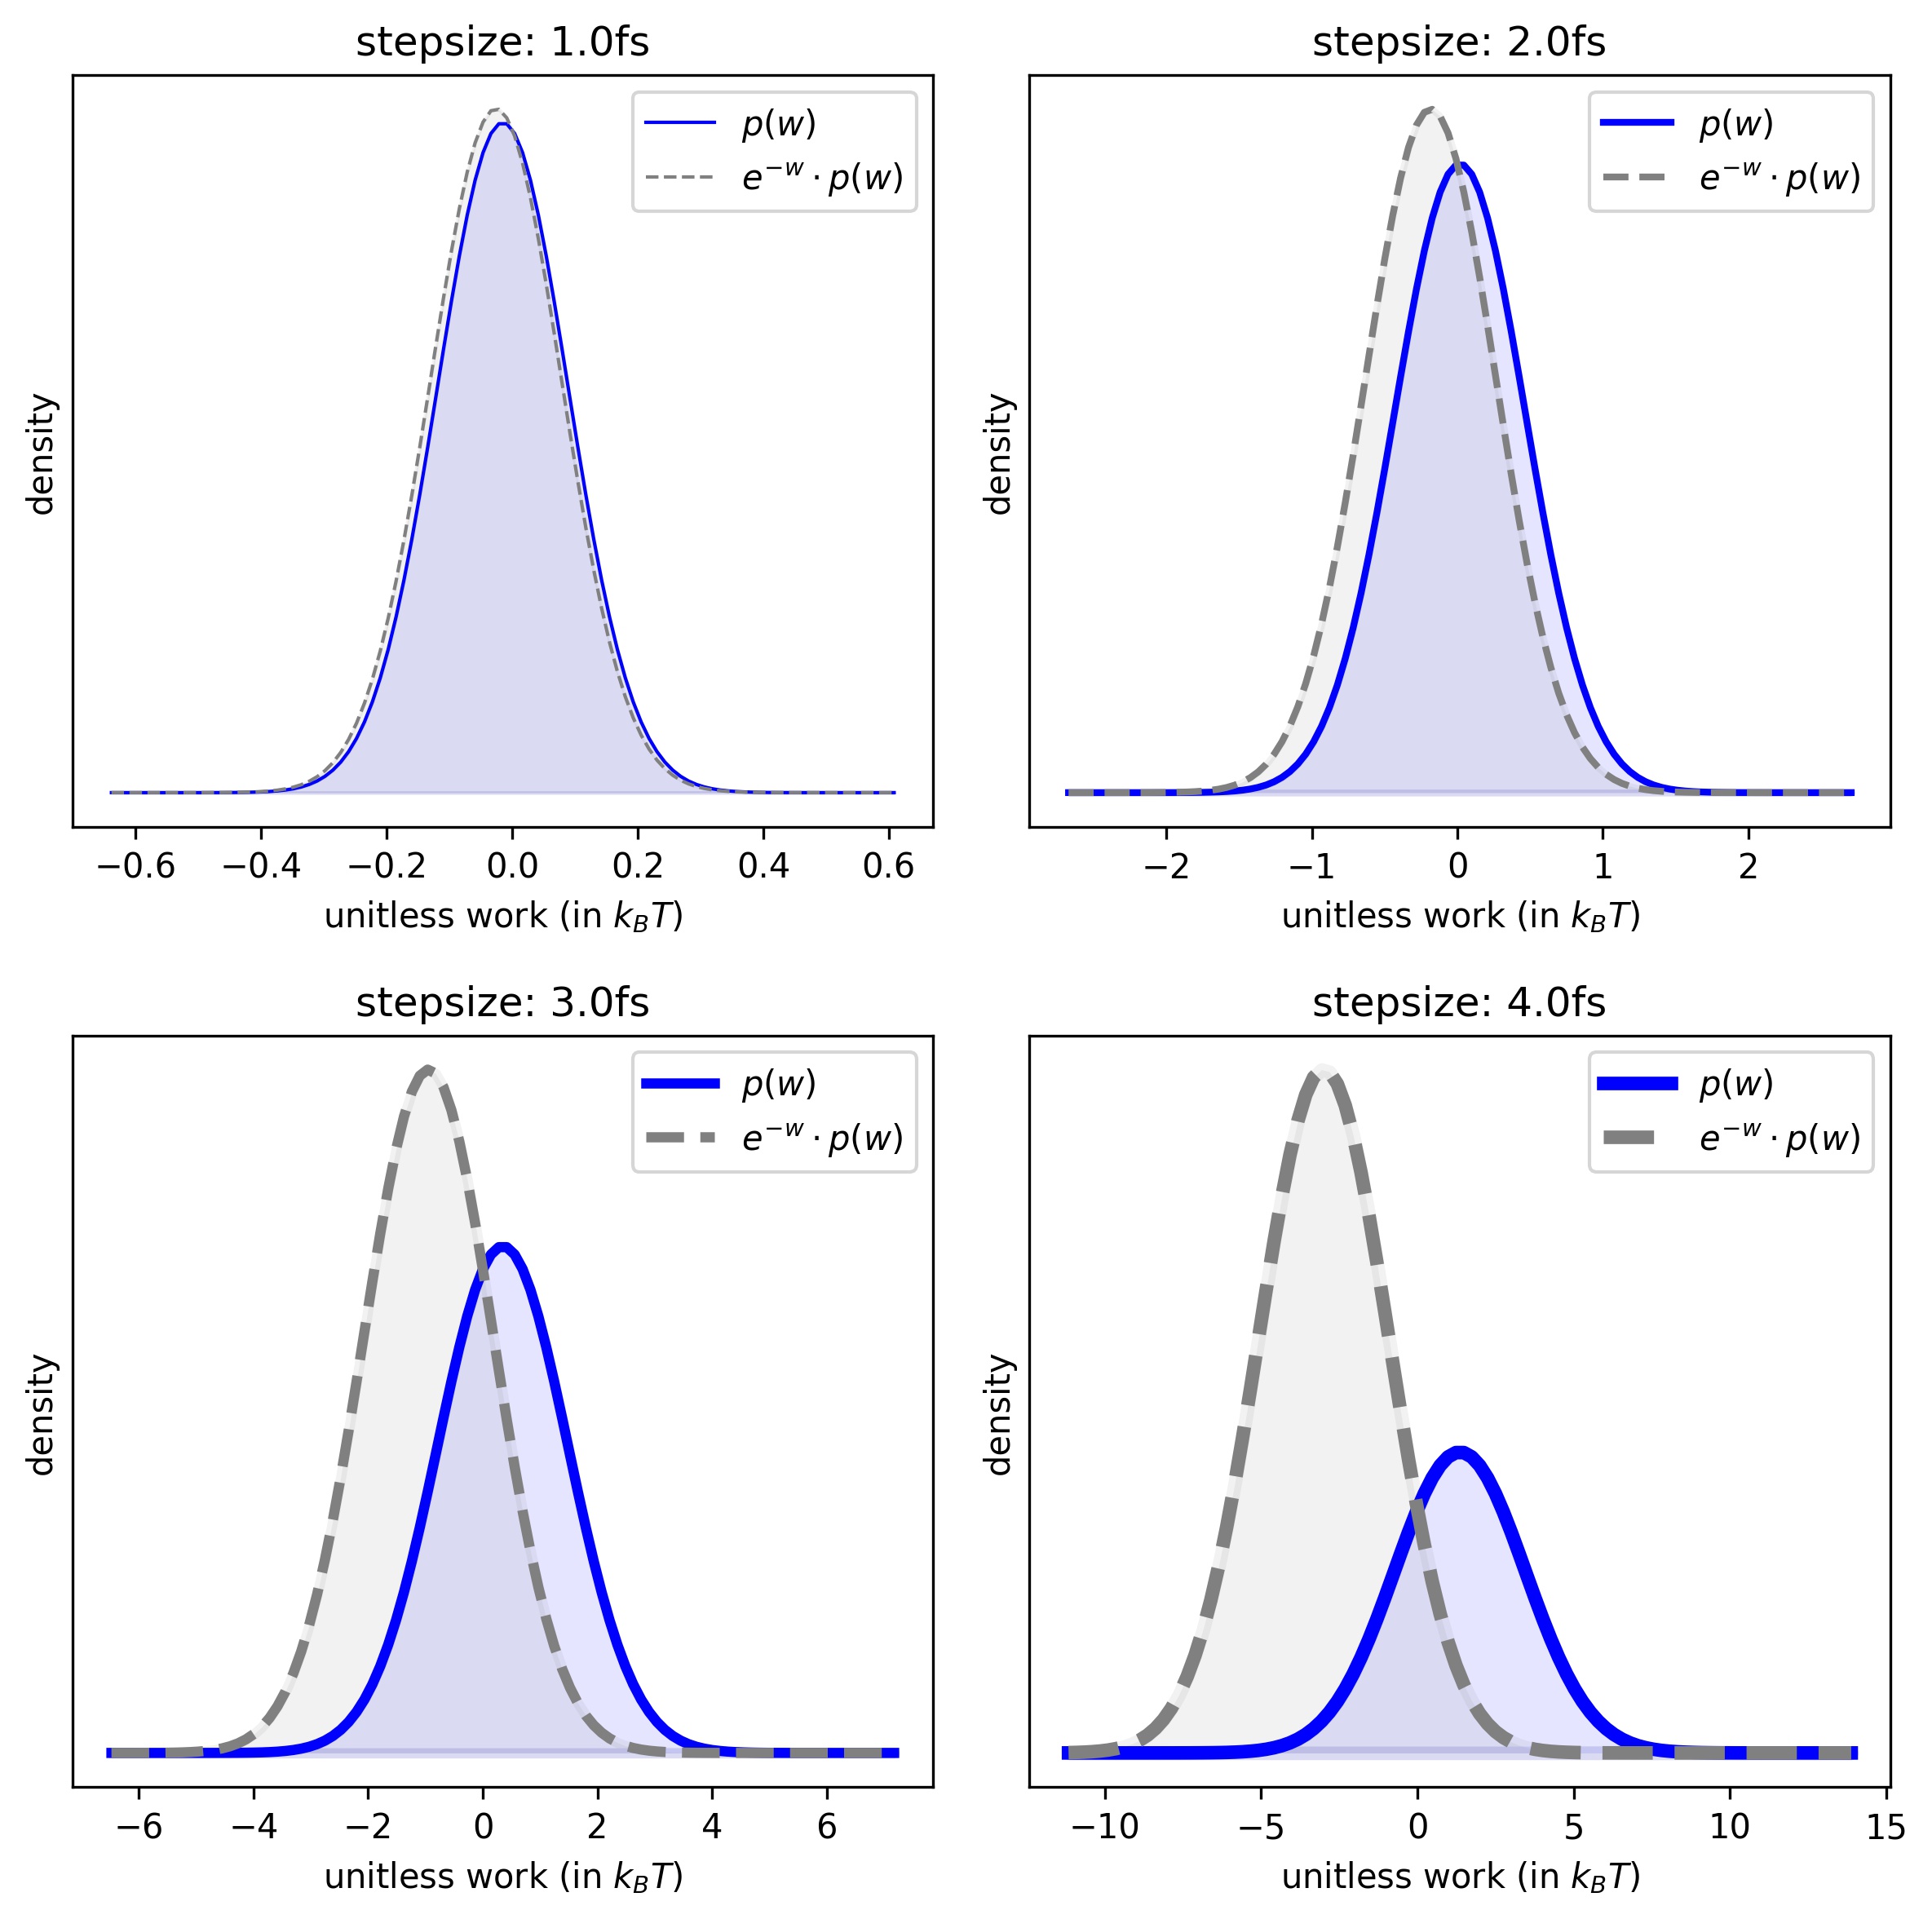 stepsize: 1.0fs
p(w)
e^{-w} · p(w)
density
−0.6 −0.4 −0.2 0.0 0.2 0.4 0.6
unitless work (in k_BT)
stepsize: 2.0fs
p(w)
e^{-w} · p(w)
density
−2 −1 0 1 2
unitless work (in k_BT)
stepsize: 3.0fs
p(w)
e^{-w} · p(w)
density
−6 −4 −2 0 2 4 6
unitless work (in k_BT)
stepsize: 4.0fs
p(w)
e^{-w} · p(w)
density
−10 −5 0 5 10 15
unitless work (in k_BT)